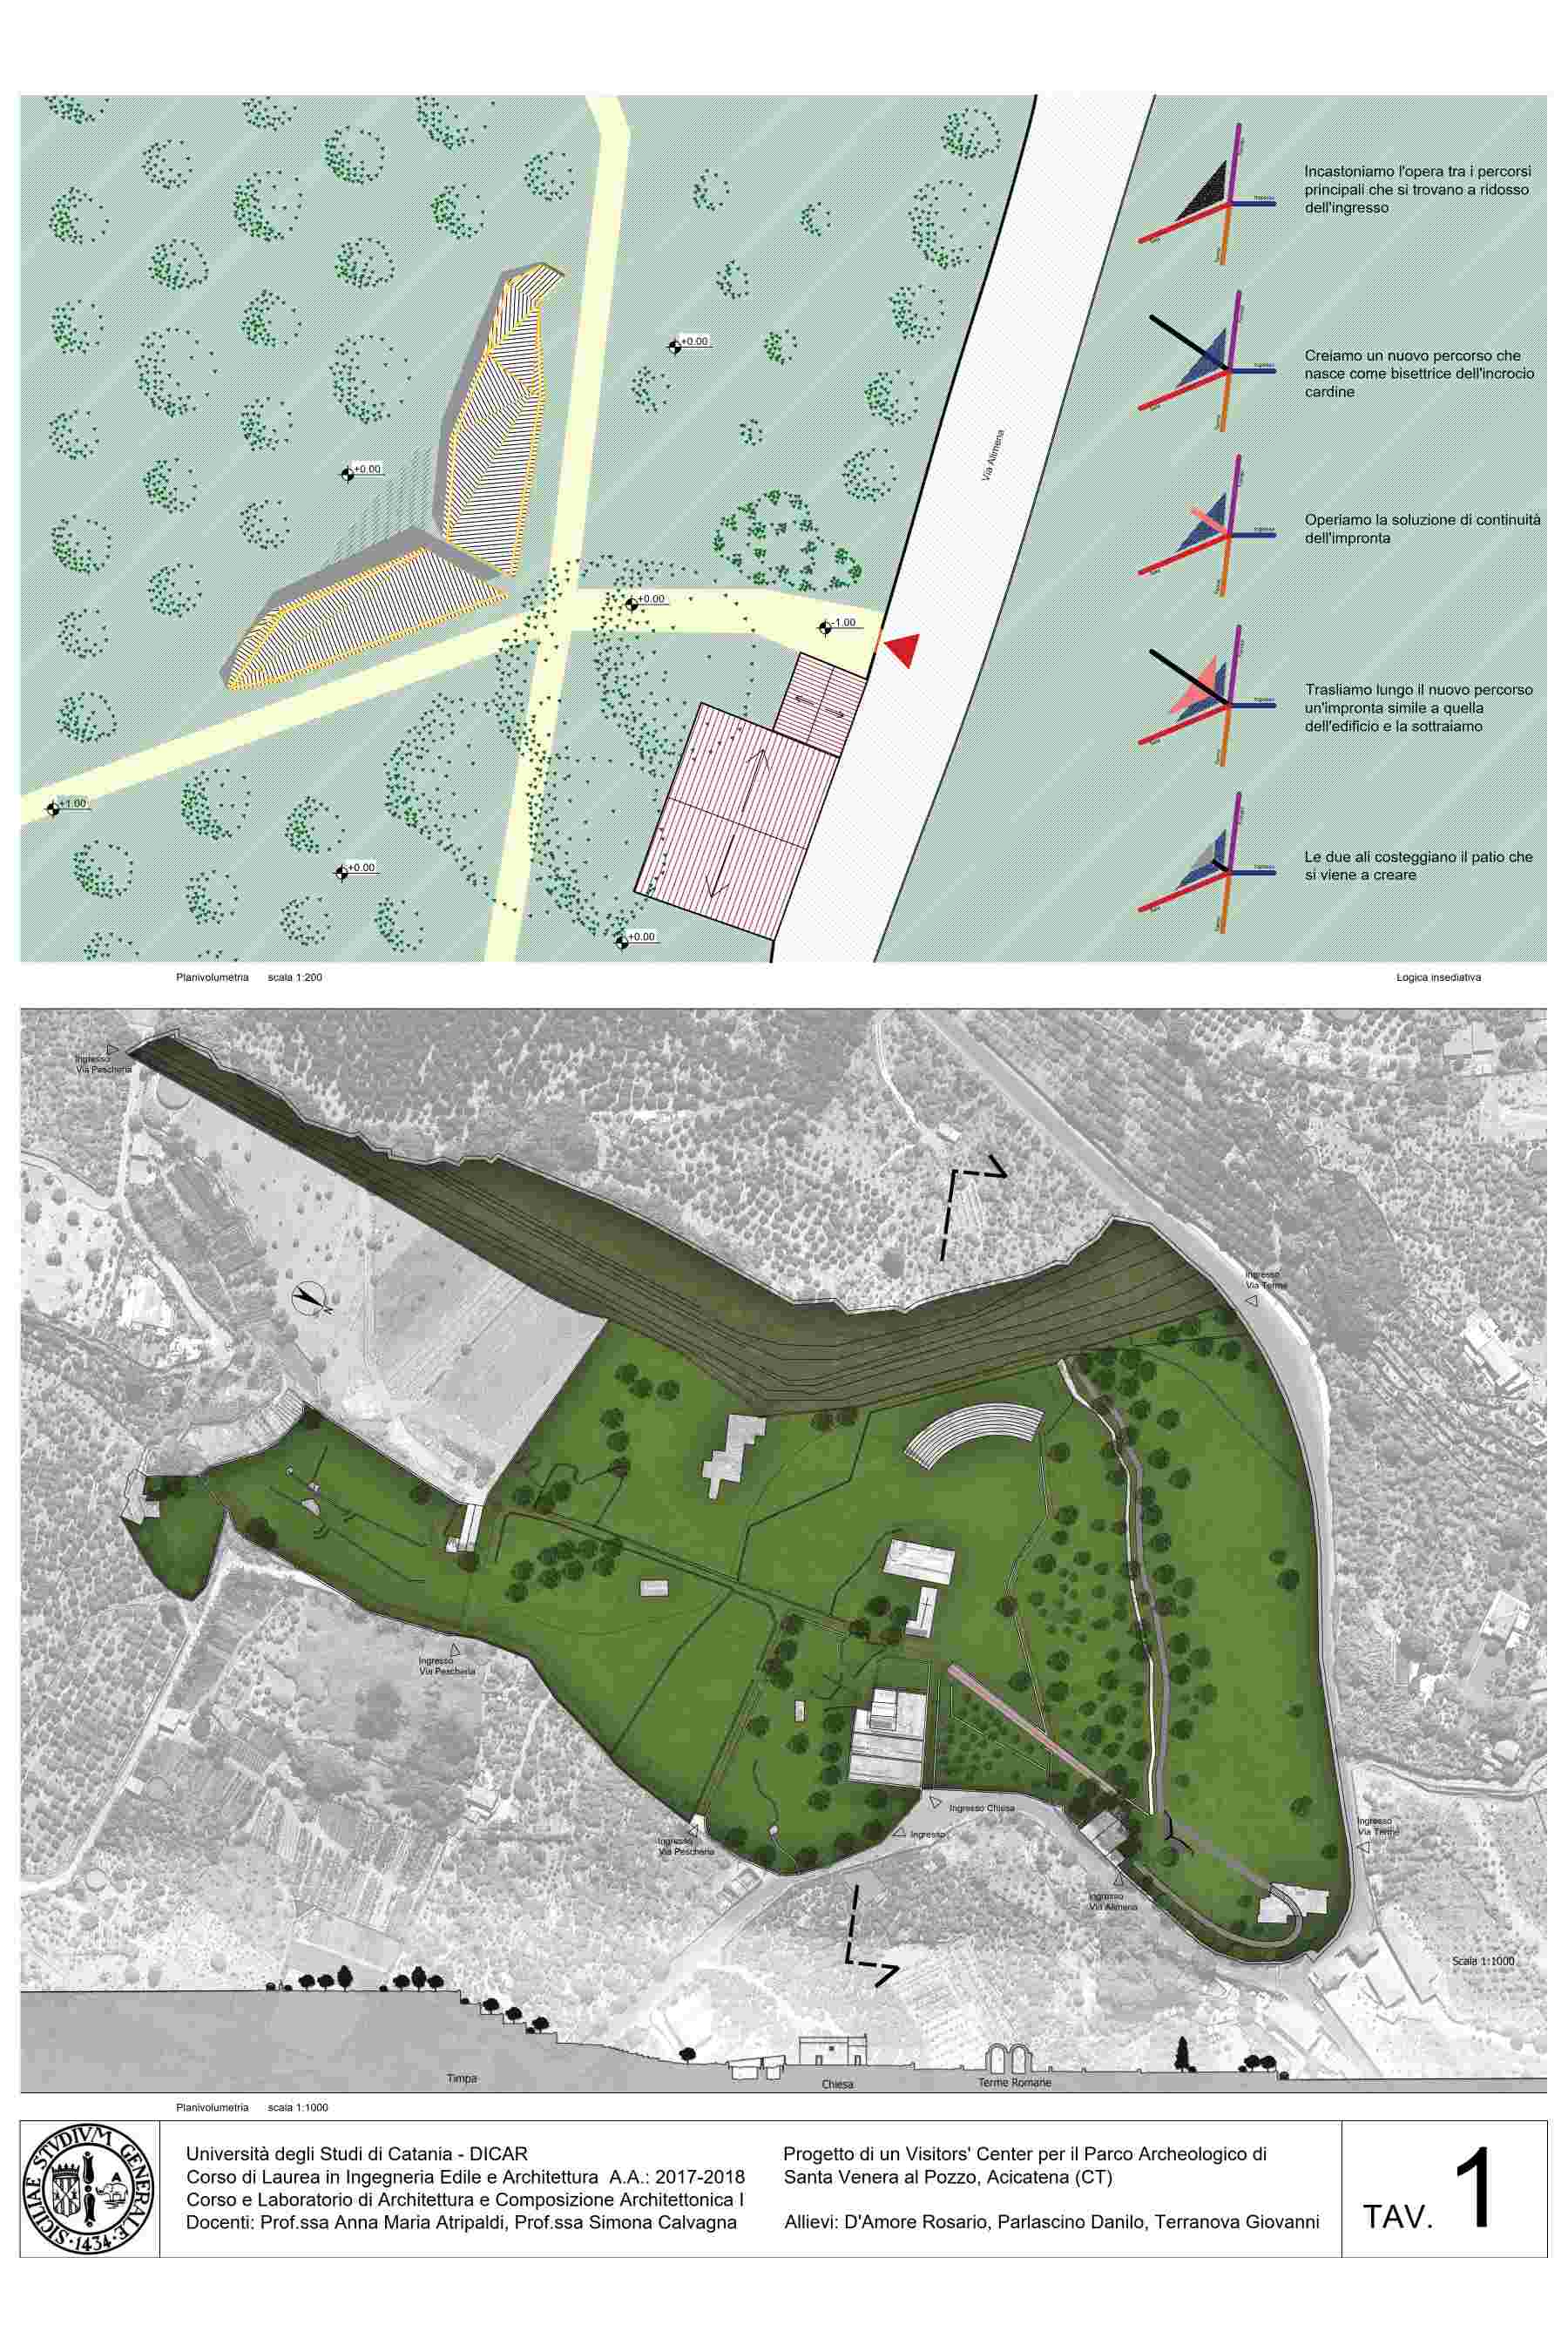 Incastoniamo l'opera tra i percorsi
principali che si trovano a ridosso
dell'ingresso
Creiamo un nuovo percorso che
nasce come bisettrice dell'incrocio
cardine
Operiamo la soluzione di continuità
dell'impronta
Trasliamo lungo il nuovo percorso
un'impronta simile a quella
dell'edificio e la sottraiamo
Le due ali costeggiano il patio che
si viene a creare
+0.00
+0.00
Via Alimena
+0.00
-1.00
+1.00
+0.00
+0.00
Planivolumetria scala 1:200
Logica insediativa
Ingresso
Via Pescheria
Ingresso
Via Terme
N
Ingresso
Via Pescheria
Ingresso Chiesa
Ingresso
Ingresso
Via Pescheria
Ingresso
Via Terme
Ingresso
Via Alimena
Scala 1:1000
Timpa
Chiesa
Terme Romane
Planivolumetria scala 1:1000
SICILIAE STVDIVM GENERALE · 1434 ·
A
Università degli Studi di Catania - DICAR
Corso di Laurea in Ingegneria Edile e Architettura A.A.: 2017-2018
Corso e Laboratorio di Architettura e Composizione Architettonica I
Docenti: Prof.ssa Anna Maria Atripaldi, Prof.ssa Simona Calvagna
Progetto di un Visitors' Center per il Parco Archeologico di
Santa Venera al Pozzo, Acicatena (CT)
Allievi: D'Amore Rosario, Parlascino Danilo, Terranova Giovanni
TAV. 1